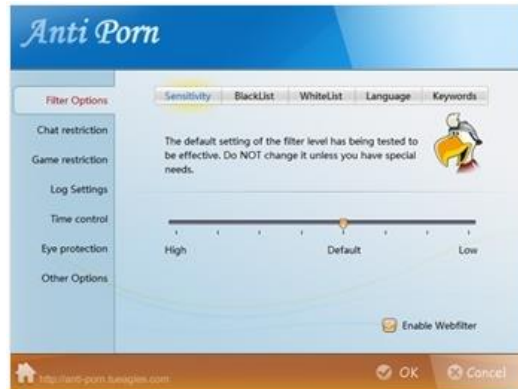 Anti Porn
Filter Options
Chat restriction
Game restriction
Log Settings
Time control
Eye protection
Other Options
Sensitivity BlackList WhiteList Language Keywords
The default setting of the filter level has being tested to
be effective. Do NOT change it unless you have special
needs.
High Default Low
Enable Webfilter
http://anti-porn.tueagles.com
OK Cancel